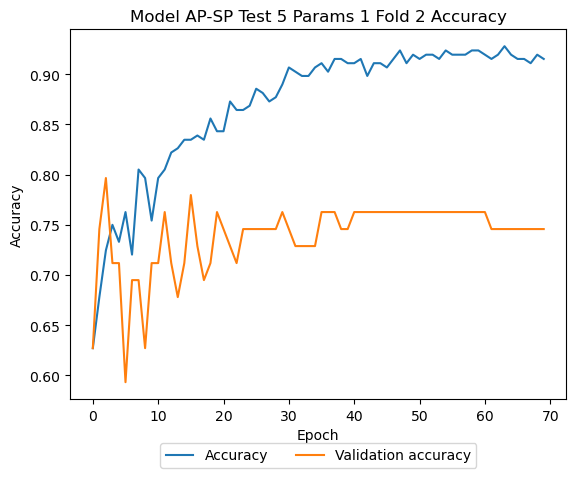 Model AP-SP Test 5 Params 1 Fold 2 Accuracy
Accuracy
0.90
0.85
0.80
0.75
0.70
0.65
0.60
0 10 20 30 40 50 60 70
Epoch
Accuracy Validation accuracy